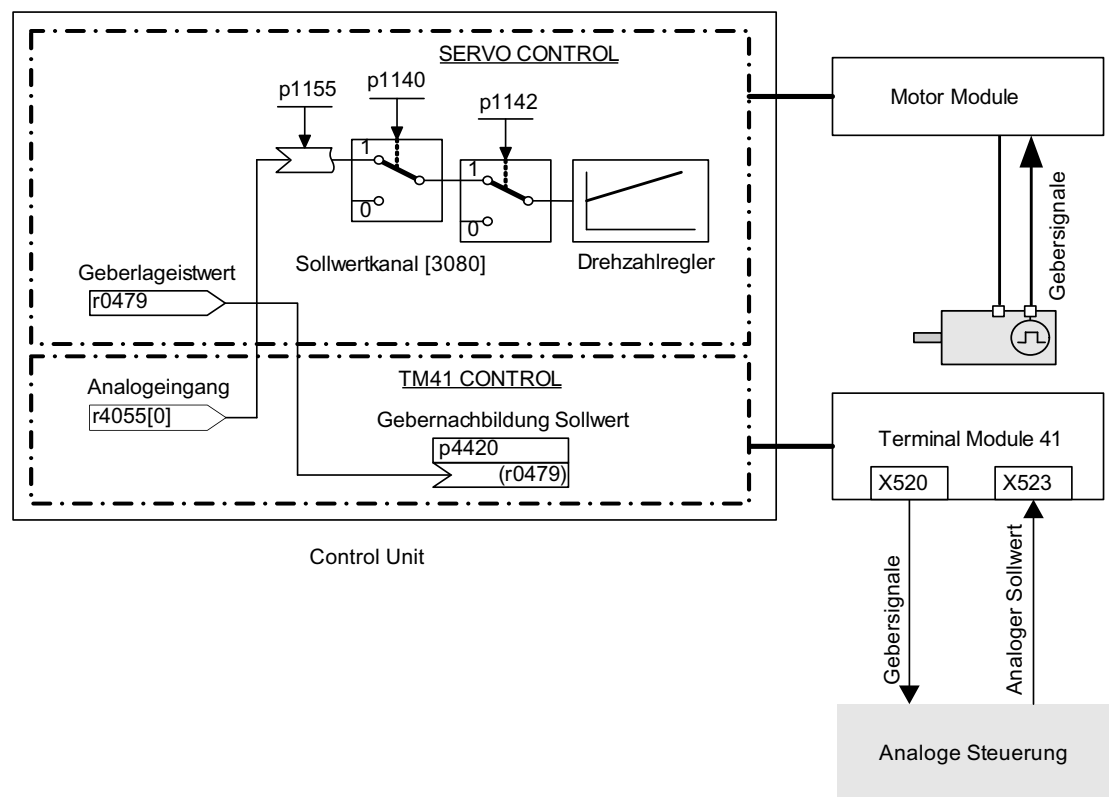 SERVO CONTROL
p1155
p1140
p1142
1
0
1
0
Sollwertkanal [3080]
Drehzahlregler
Geberlageistwert
r0479
TM41 CONTROL
Analogeingang
r4055[0]
Gebernachbildung Sollwert
p4420
(r0479)
Control Unit
Motor Module
Gebersignale
Terminal Module 41
X520
X523
Gebersignale
Analoger Sollwert
Analoge Steuerung